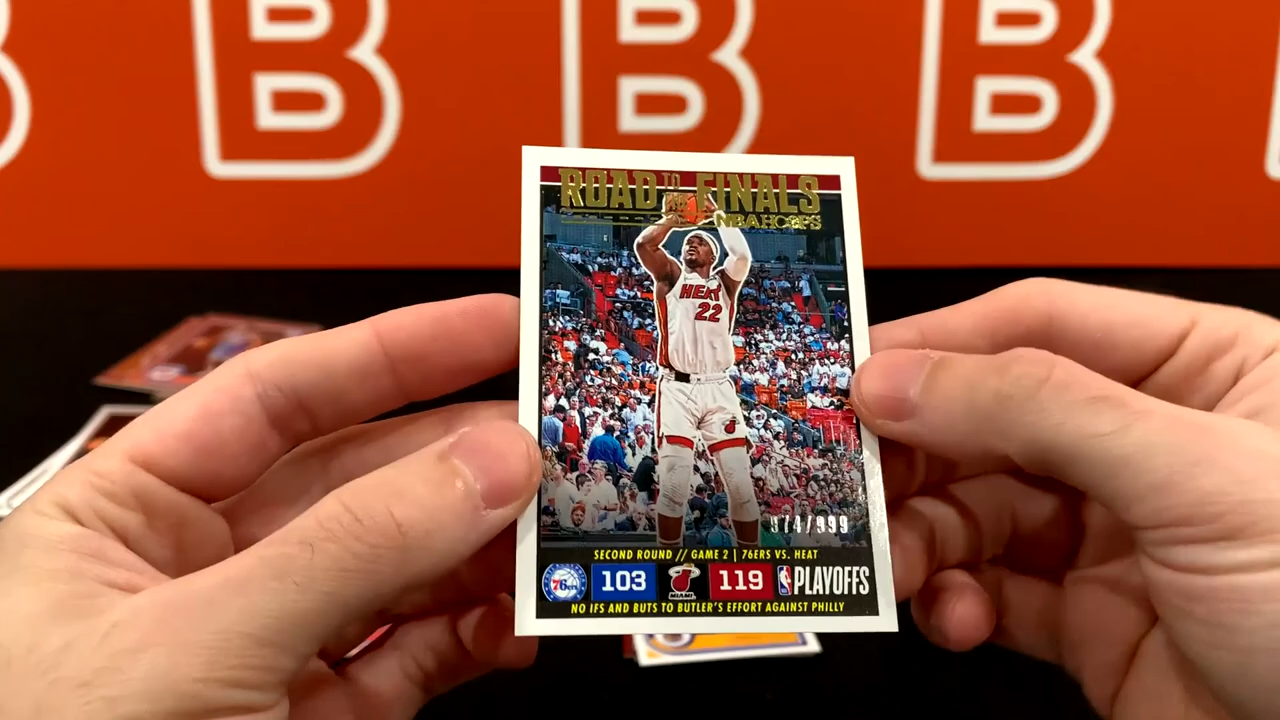 B B B B
ROAD TO THE FINALS
NBA HOOPS
HEAT
22
974/999
SECOND ROUND // GAME 2 | 76ERS VS. HEAT
76ERS 103 MIAMI 119 PLAYOFFS
NO IFS AND BUTS TO BUTLER'S EFFORT AGAINST PHILLY